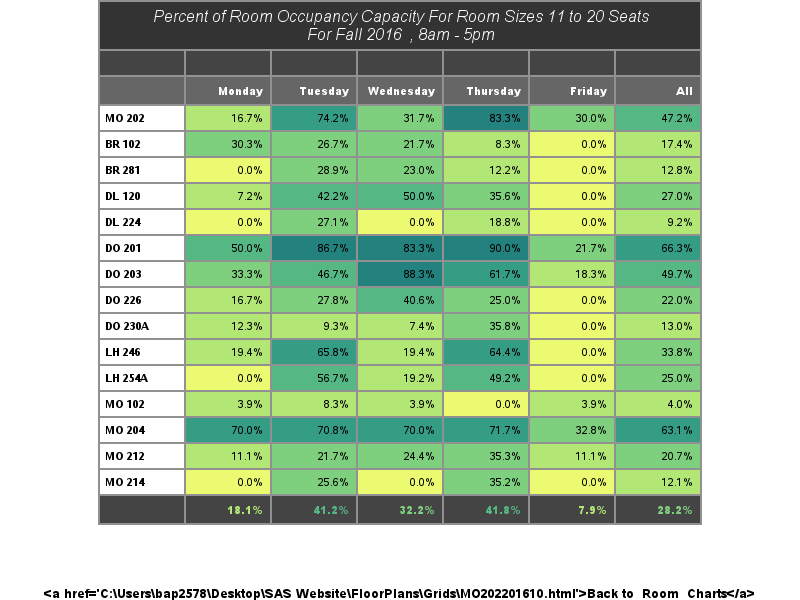 Percent of Room Occupancy Capacity For Room Sizes 11 to 20 Seats
For Fall 2016 , 8am - 5pm
Monday Tuesday Wednesday Thursday Friday All
MO 202 16.7% 74.2% 31.7% 83.3% 30.0% 47.2%
BR 102 30.3% 26.7% 21.7% 8.3% 0.0% 17.4%
BR 281 0.0% 28.9% 23.0% 12.2% 0.0% 12.8%
DL 120 7.2% 42.2% 50.0% 35.6% 0.0% 27.0%
DL 224 0.0% 27.1% 0.0% 18.8% 0.0% 9.2%
DO 201 50.0% 86.7% 83.3% 90.0% 21.7% 66.3%
DO 203 33.3% 46.7% 88.3% 61.7% 18.3% 49.7%
DO 226 16.7% 27.8% 40.6% 25.0% 0.0% 22.0%
DO 230A 12.3% 9.3% 7.4% 35.8% 0.0% 13.0%
LH 246 19.4% 65.8% 19.4% 64.4% 0.0% 33.8%
LH 254A 0.0% 56.7% 19.2% 49.2% 0.0% 25.0%
MO 102 3.9% 8.3% 3.9% 0.0% 3.9% 4.0%
MO 204 70.0% 70.8% 70.0% 71.7% 32.8% 63.1%
MO 212 11.1% 21.7% 24.4% 35.3% 11.1% 20.7%
MO 214 0.0% 25.6% 0.0% 35.2% 0.0% 12.1%
18.1% 41.2% 32.2% 41.8% 7.9% 28.2%
<a href='C:\Users\bap2578\Desktop\SAS Website\FloorPlans\Grids\MO202201610.html'>Back to Room Charts</a>